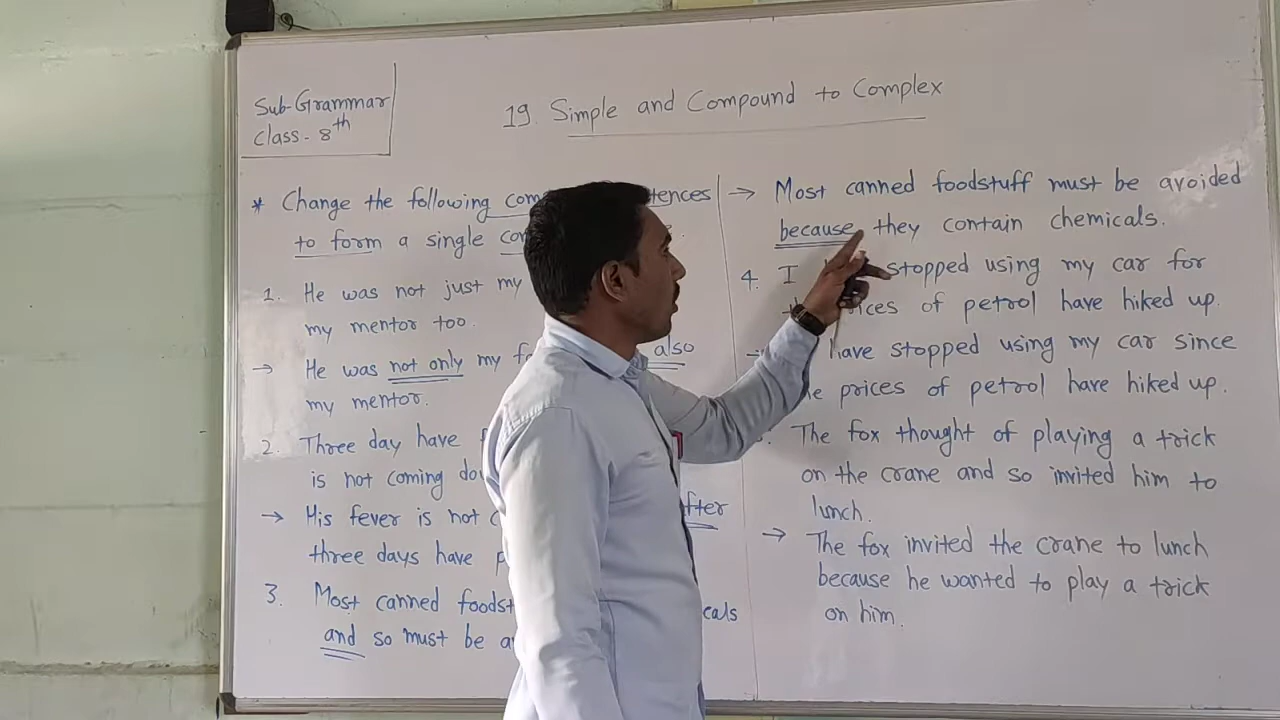 Sub-Grammar
Class - 8th
19. Simple and Compound to Complex
* Change the following
to form a single
1. He was not just my
my mentor too.
→ He was not only my also
my mentor.
2. Three day have
is not coming
→ His fever is not after
three days have
3. Most canned
and so must be
→ Most canned foodstuff must be avoided
because they contain chemicals.
4. I stopped using my car for
of petrol have hiked up.
have stopped using my car since
prices of petrol have hiked up.
The fox thought of playing a trick
on the crane and so invited him to
lunch.
→ The fox invited the crane to lunch
because he wanted to play a trick
on him.